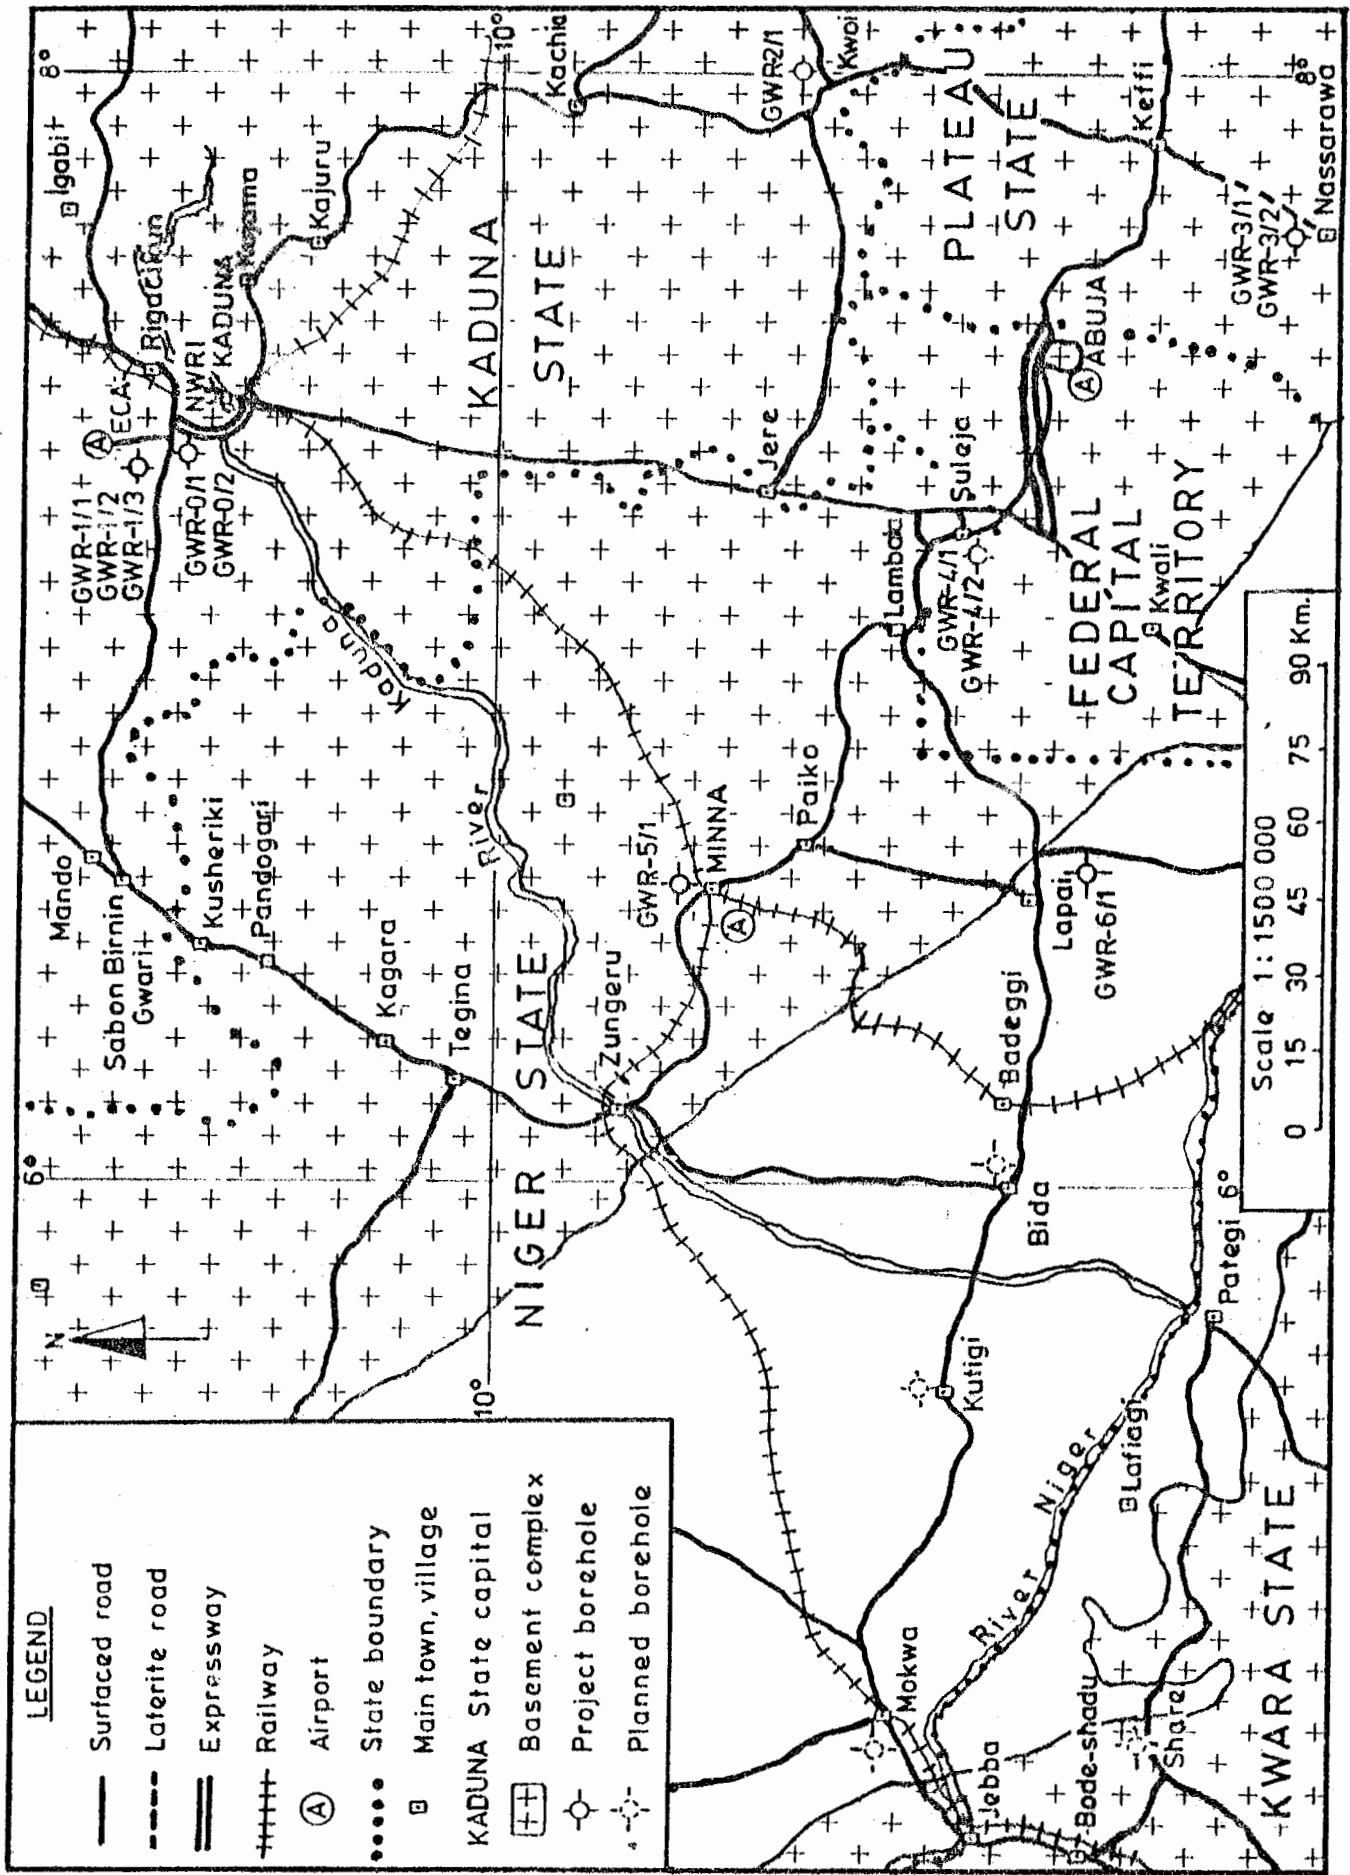 LEGEND
Surfaced road
Laterite road
Expressway
Railway
A Airport
State boundary
Main town, village
KADUNA State capital
Basement complex
Project borehole
Planned borehole
N
6°
8°
10°
10°
6°
8°
Mando
Sabon Birnin
Gwari
Kusheriki
Pandogari
Kagara
Tegina
Zungeru
NIGER STATE
River
Kaduna
GWR-1/1
GWR-1/2
GWR-1/3
GWR-0/1
GWR-0/2
A
ECA
NWRI
KADUNA
Rigacikun
Igabi
Kajuru
KADUNA
STATE
Kachia
GWR2/1
Kwoi
Jere
PLATEAU
STATE
Keffi
GWR-3/1
GWR-3/2
Nassarawa
A
ABUJA
Suleja
GWR-4/1
GWR-4/2
FEDERAL
CAPITAL
TERRITORY
Kwali
GWR-5/1
MINNA
A
Paiko
Lapai
GWR-6/1
Badeggi
Bida
Kutigi
Mokwa
Jebba
River Niger
Lafiagi
Pategi
Bode-shadu
Share
KWARA STATE
Scale 1:1500 000
0 15 30 45 60 75 90 Km.